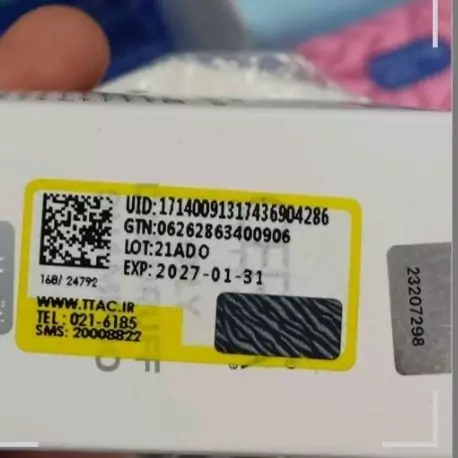 UID:17140091317436904286
GTN:06262863400906
LOT:21ADO
EXP: 2027-01-31
168/ 24792
WWW.TTAC.IR
TEL : 021-6185
SMS: 20008822
23207298